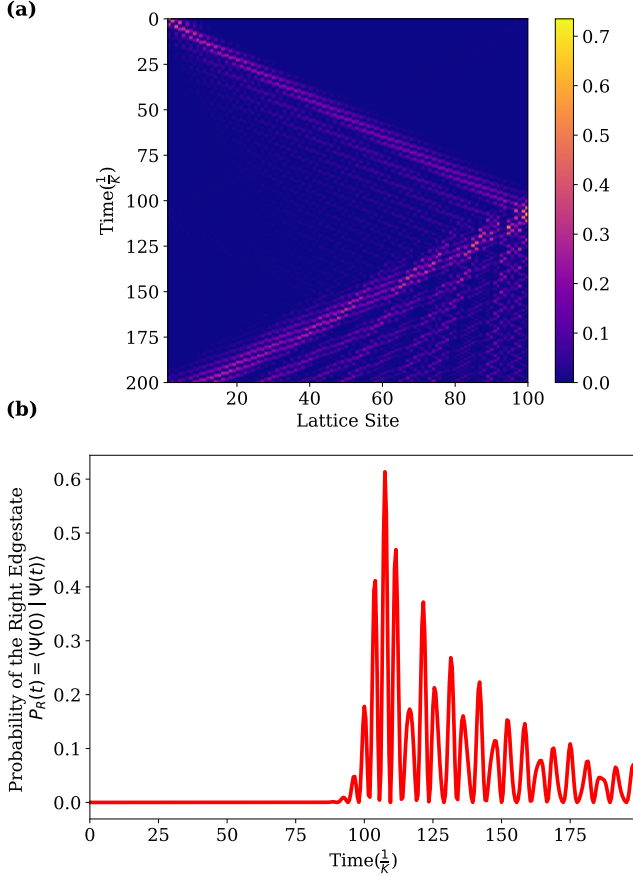 (a)
0
25
50
75
100
125
150
175
200
Time(1/K)
20 40 60 80 100
Lattice Site
0.7
0.6
0.5
0.4
0.3
0.2
0.1
0.0
(b)
Probability of the Right Edgestate
P_R(t) = ⟨Ψ(0) | Ψ(t)⟩
0.6
0.5
0.4
0.3
0.2
0.1
0.0
0 25 50 75 100 125 150 175
Time(1/K)